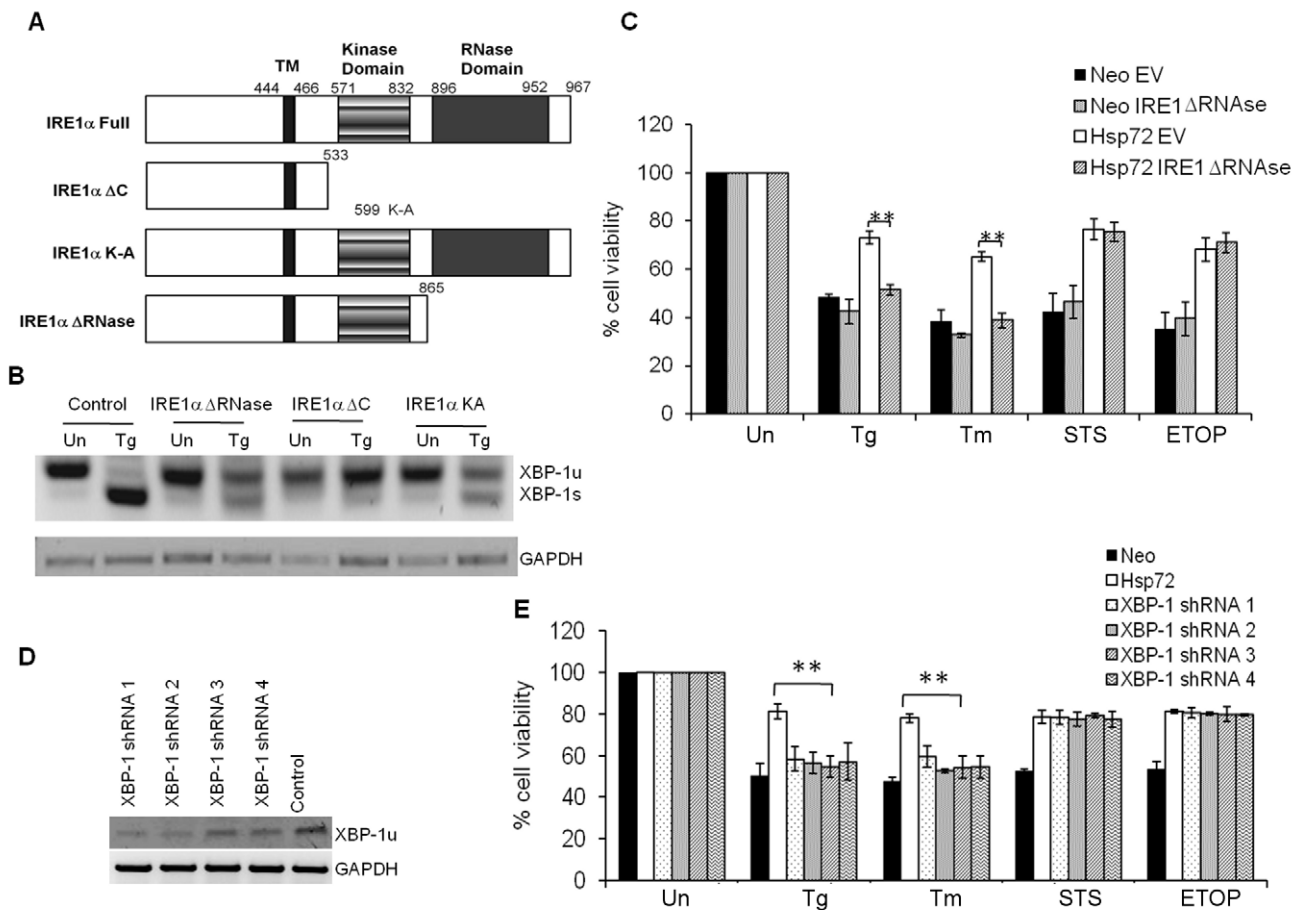 A
TM
Kinase
Domain
RNase
Domain
444 466 571 832 896 952 967
IRE1α Full
533
IRE1α ΔC
599 K-A
IRE1α K-A
865
IRE1α ΔRNase
B
Control IRE1α ΔRNase IRE1α ΔC IRE1α KA
Un Tg Un Tg Un Tg Un Tg
XBP-1u
XBP-1s
GAPDH
C
Neo EV
Neo IRE1 ΔRNAse
Hsp72 EV
Hsp72 IRE1 ΔRNAse
% cell viability
120
100
80
60
40
20
0
** **
Un Tg Tm STS ETOP
D
XBP-1 shRNA 1
XBP-1 shRNA 2
XBP-1 shRNA 3
XBP-1 shRNA 4
Control
XBP-1u
GAPDH
E
Neo
Hsp72
XBP-1 shRNA 1
XBP-1 shRNA 2
XBP-1 shRNA 3
XBP-1 shRNA 4
% cell viability
120
100
80
60
40
20
0
** **
Un Tg Tm STS ETOP